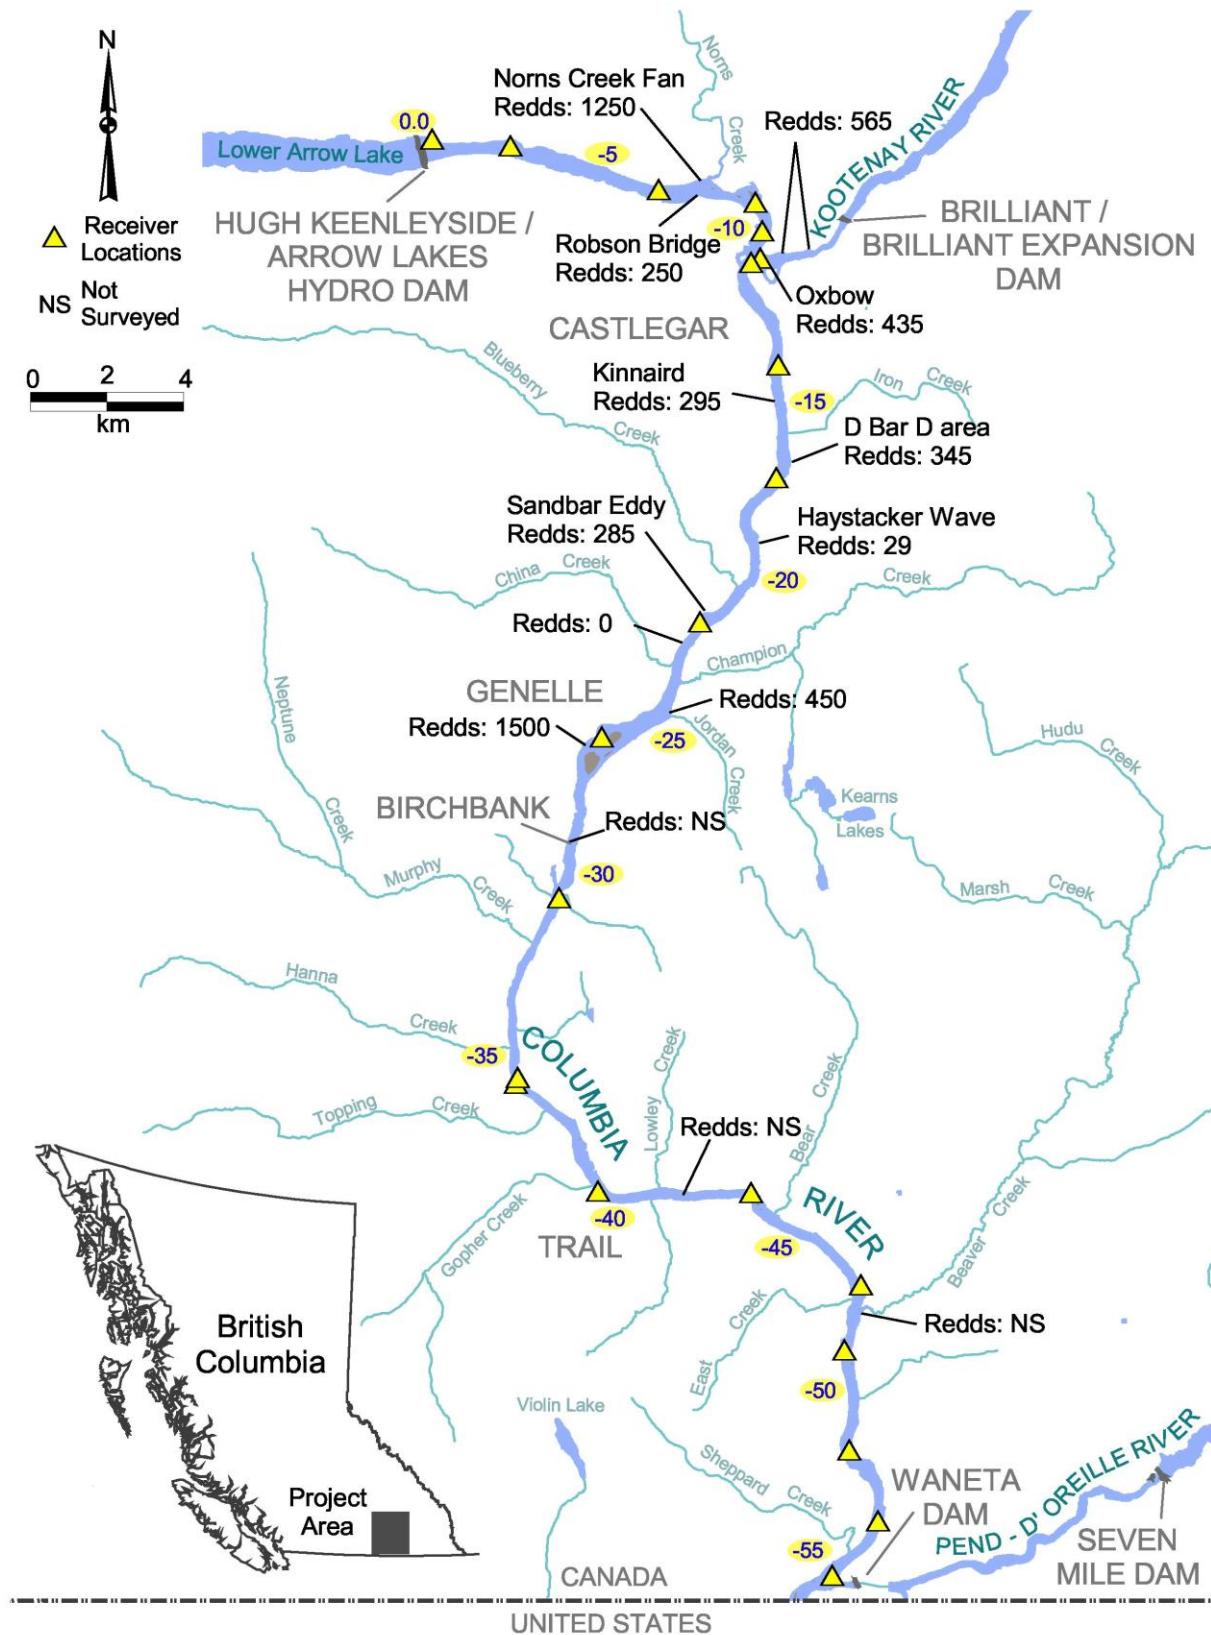 N
Receiver
Locations
NS Not
Surveyed
0 2 4
km
0.0
Lower Arrow Lake
HUGH KEENLEYSIDE /
ARROW LAKES
HYDRO DAM
-5
Norns Creek Fan
Redds: 1250
Norns
Creek
Redds: 565
KOOTENAY RIVER
BRILLIANT /
BRILLIANT EXPANSION
DAM
-10
Robson Bridge
Redds: 250
Oxbow
Redds: 435
CASTLEGAR
Blueberry
Creek
Kinnaird
Redds: 295
-15
Iron Creek
D Bar D area
Redds: 345
Sandbar Eddy
Redds: 285
Haystacker Wave
Redds: 29
-20
China Creek
Creek
Champion
Redds: 0
GENELLE
Redds: 450
Redds: 1500
-25
Jordan
Creek
Neptune
Creek
Hudu
Creek
Kearns
Lakes
BIRCHBANK
Redds: NS
-30
Murphy
Creek
Marsh Creek
Hanna
Creek
-35
COLUMBIA
RIVER
Topping Creek
Lowley
Creek
Redds: NS
Bear
Creek
Gopher Creek
-40
TRAIL
-45
Beaver
Creek
East
Creek
Redds: NS
-50
British
Columbia
Project
Area
Violin Lake
Sheppard
Creek
WANETA
DAM
PEND - D' OREILLE RIVER
SEVEN
MILE DAM
-55
CANADA
UNITED STATES